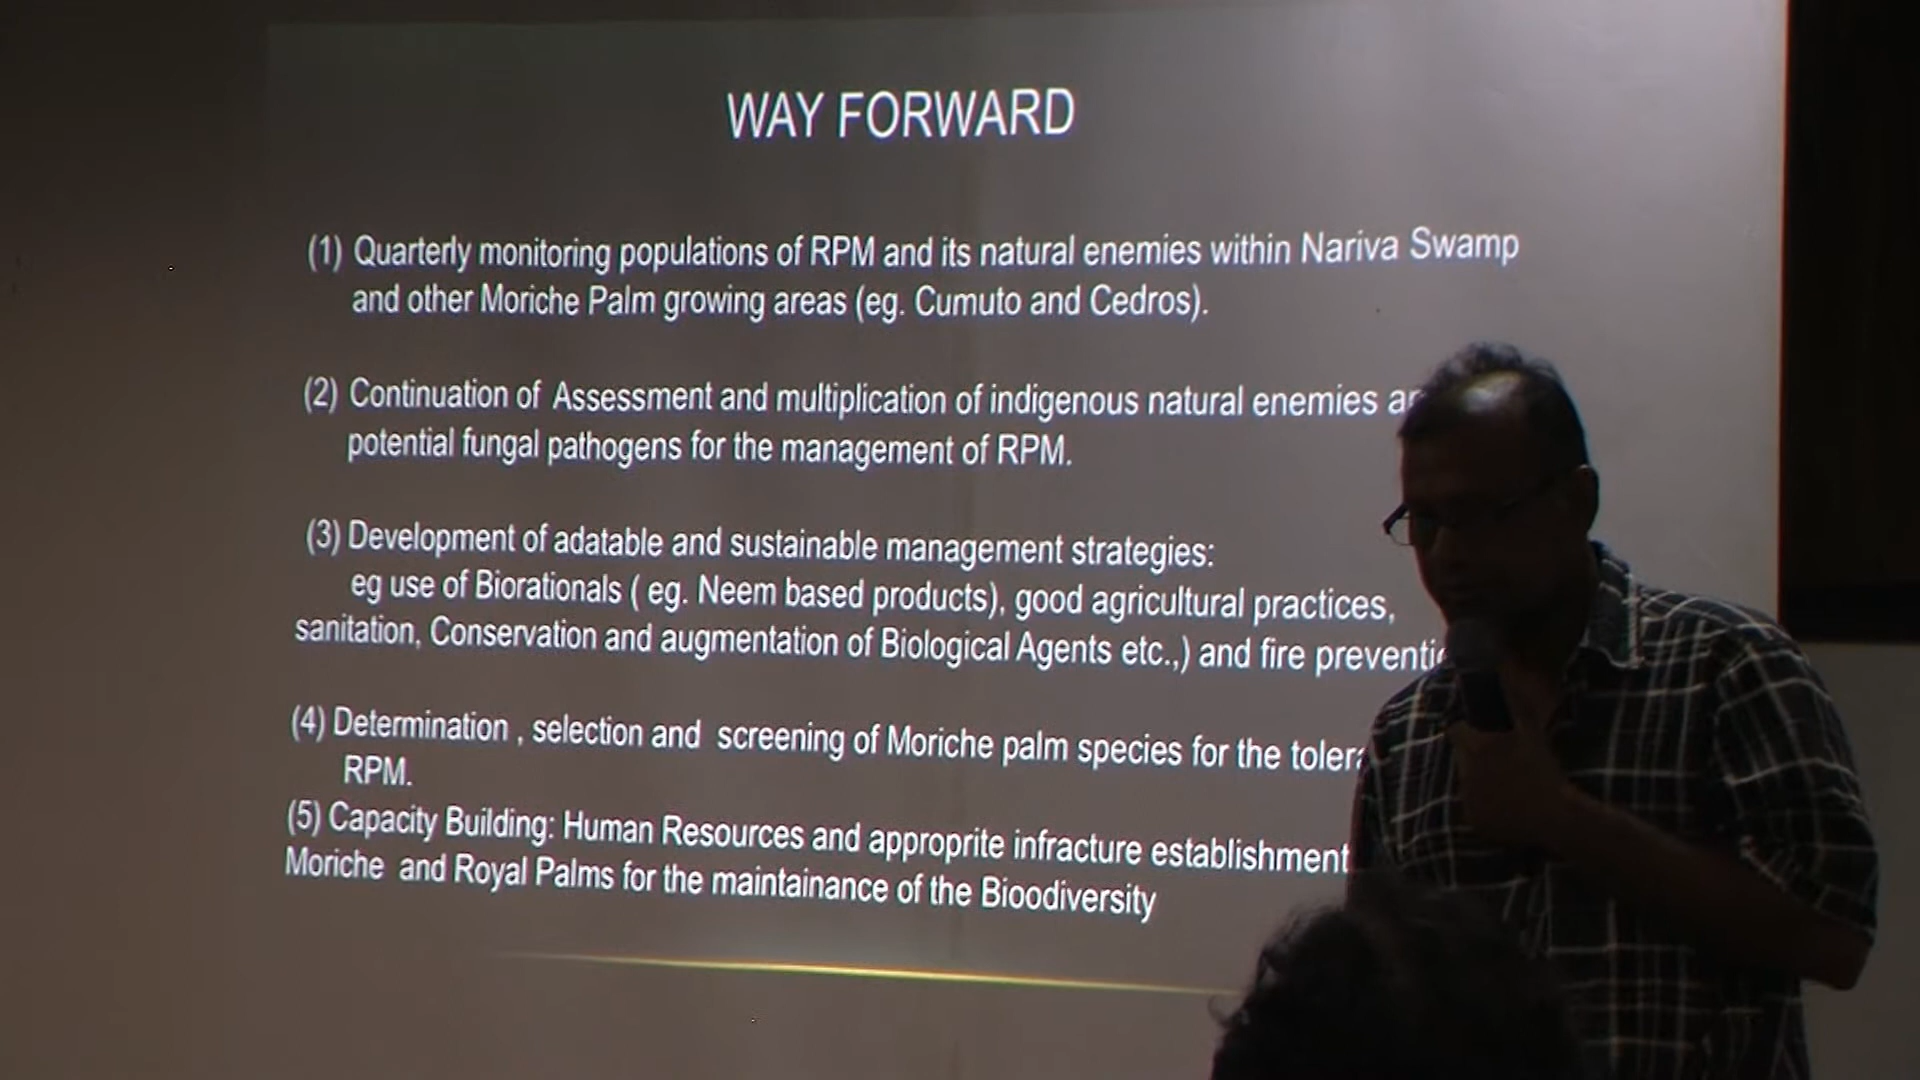 WAY FORWARD
(1) Quarterly monitoring populations of RPM and its natural enemies within Nariva Swamp
and other Moriche Palm growing areas (eg. Cumuto and Cedros).
(2) Continuation of Assessment and multiplication of indigenous natural enemies
potential fungal pathogens for the management of RPM.
(3) Development of adatable and sustainable management strategies:
eg use of Biorationals ( eg. Neem based products), good agricultural practices,
sanitation, Conservation and augmentation of Biological Agents etc.,) and fire
(4) Determination , selection and screening of Moriche palm species for the
RPM.
(5) Capacity Building: Human Resources and approprite infracture establishment
Moriche and Royal Palms for the maintainance of the Bioodiversity